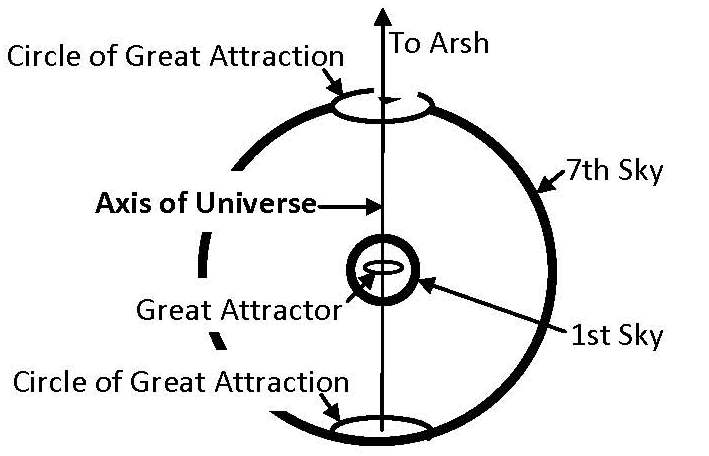 To Arsh
Circle of Great Attraction
7th Sky
Axis of Universe
Great Attractor
1st Sky
Circle of Great Attraction